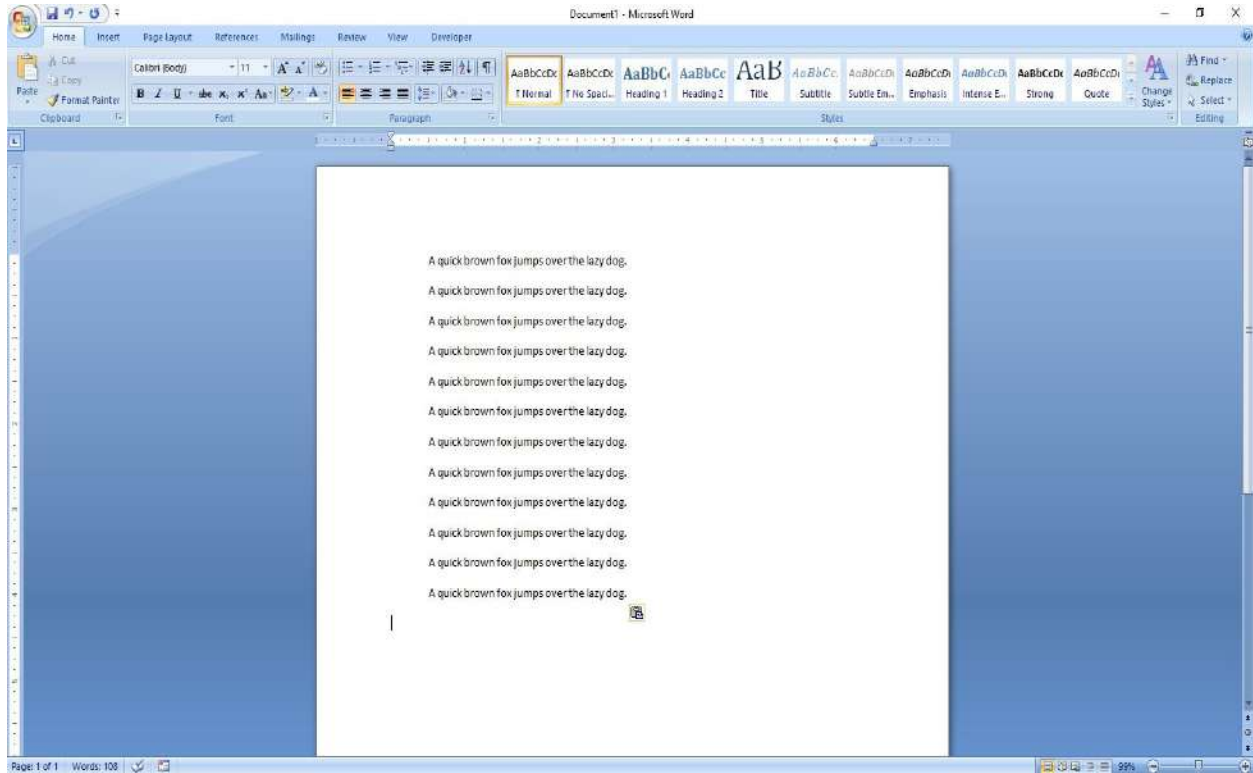 Document1 - Microsoft Word
Home Insert Page Layout References Mailings Review View Developer
Paste
Cut
Copy
Format Painter
Clipboard
Calibri (Body) 11
Font
Paragraph
AaBbCcDc AaBbCcDc AaBbC AaBbCc AaB AaBbCc. AaBbCcDi AaBbCcDi AaBbCcDi AaBbCcDc AaBbCcDi
¶ Normal ¶ No Spaci... Heading 1 Heading 2 Title Subtitle Subtle Em... Emphasis Intense E... Strong Quote
Change Styles
Styles
Find
Replace
Select
Editing
A quick brown fox jumps over the lazy dog.
A quick brown fox jumps over the lazy dog.
A quick brown fox jumps over the lazy dog.
A quick brown fox jumps over the lazy dog.
A quick brown fox jumps over the lazy dog.
A quick brown fox jumps over the lazy dog.
A quick brown fox jumps over the lazy dog.
A quick brown fox jumps over the lazy dog.
A quick brown fox jumps over the lazy dog.
A quick brown fox jumps over the lazy dog.
A quick brown fox jumps over the lazy dog.
A quick brown fox jumps over the lazy dog.
Page: 1 of 1 Words: 108 99%